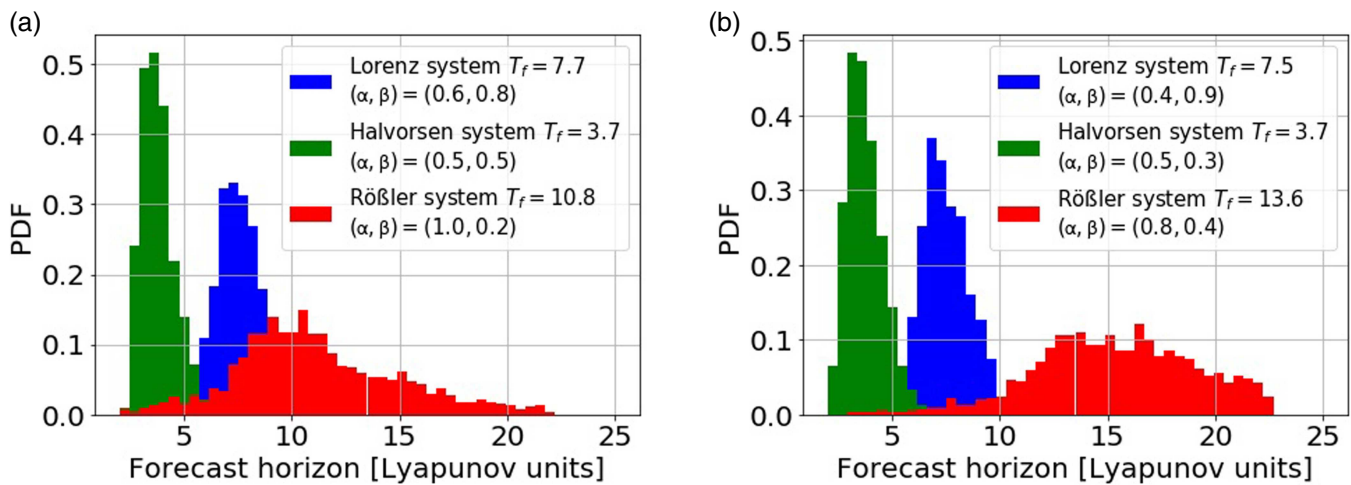 (a)
PDF
0.5
0.4
0.3
0.2
0.1
0.0
Lorenz system T_f = 7.7
(α, β) = (0.6, 0.8)
Halvorsen system T_f = 3.7
(α, β) = (0.5, 0.5)
Rößler system T_f = 10.8
(α, β) = (1.0, 0.2)
5 10 15 20 25
Forecast horizon [Lyapunov units]
(b)
PDF
0.5
0.4
0.3
0.2
0.1
0.0
Lorenz system T_f = 7.5
(α, β) = (0.4, 0.9)
Halvorsen system T_f = 3.7
(α, β) = (0.5, 0.3)
Rößler system T_f = 13.6
(α, β) = (0.8, 0.4)
5 10 15 20 25
Forecast horizon [Lyapunov units]